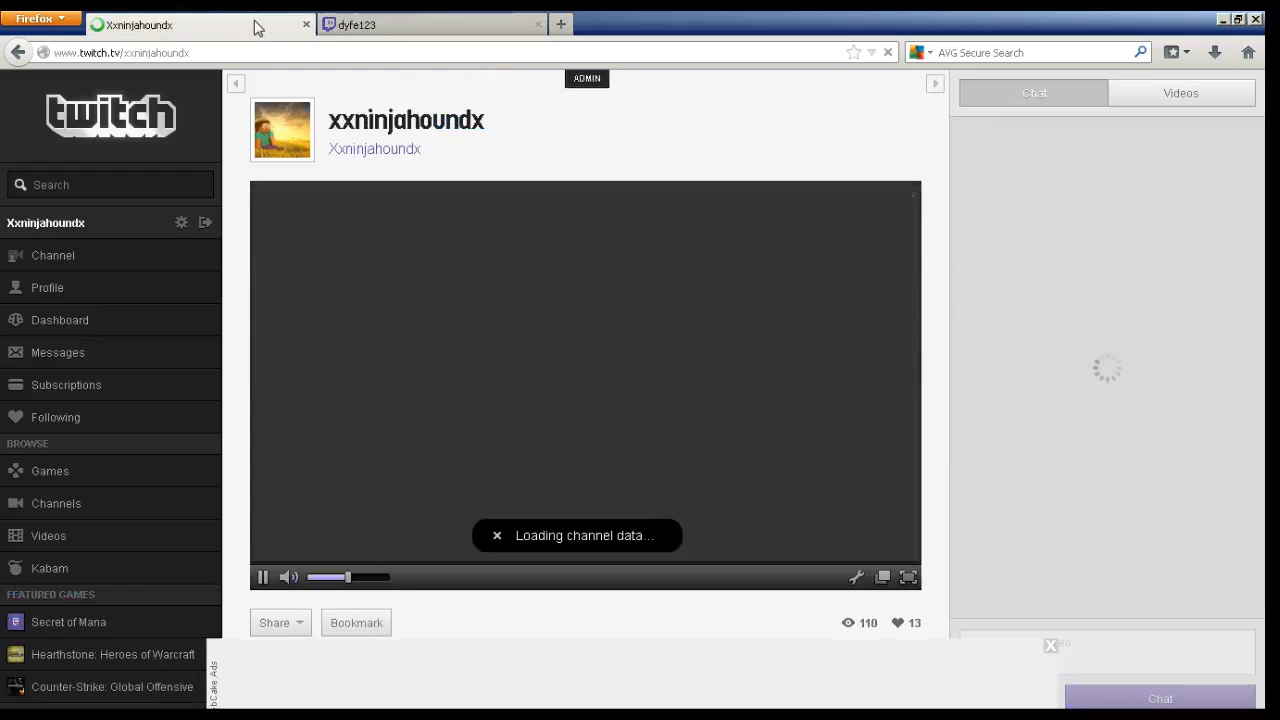 Firefox
Xxninjahoundx
dyfe123
www.twitch.tv/xxninjahoundx
AVG Secure Search
twitch
Search
Xxninjahoundx
Channel
Profile
Dashboard
Messages
Subscriptions
Following
BROWSE
Games
Channels
Videos
Kabam
FEATURED GAMES
Secret of Mana
Hearthstone: Heroes of Warcraft
Counter-Strike: Global Offensive
ADMIN
xxninjahoundx
Xxninjahoundx
Loading channel data...
Share
Bookmark
110
13
Ads
X
Chat
Videos
Chat